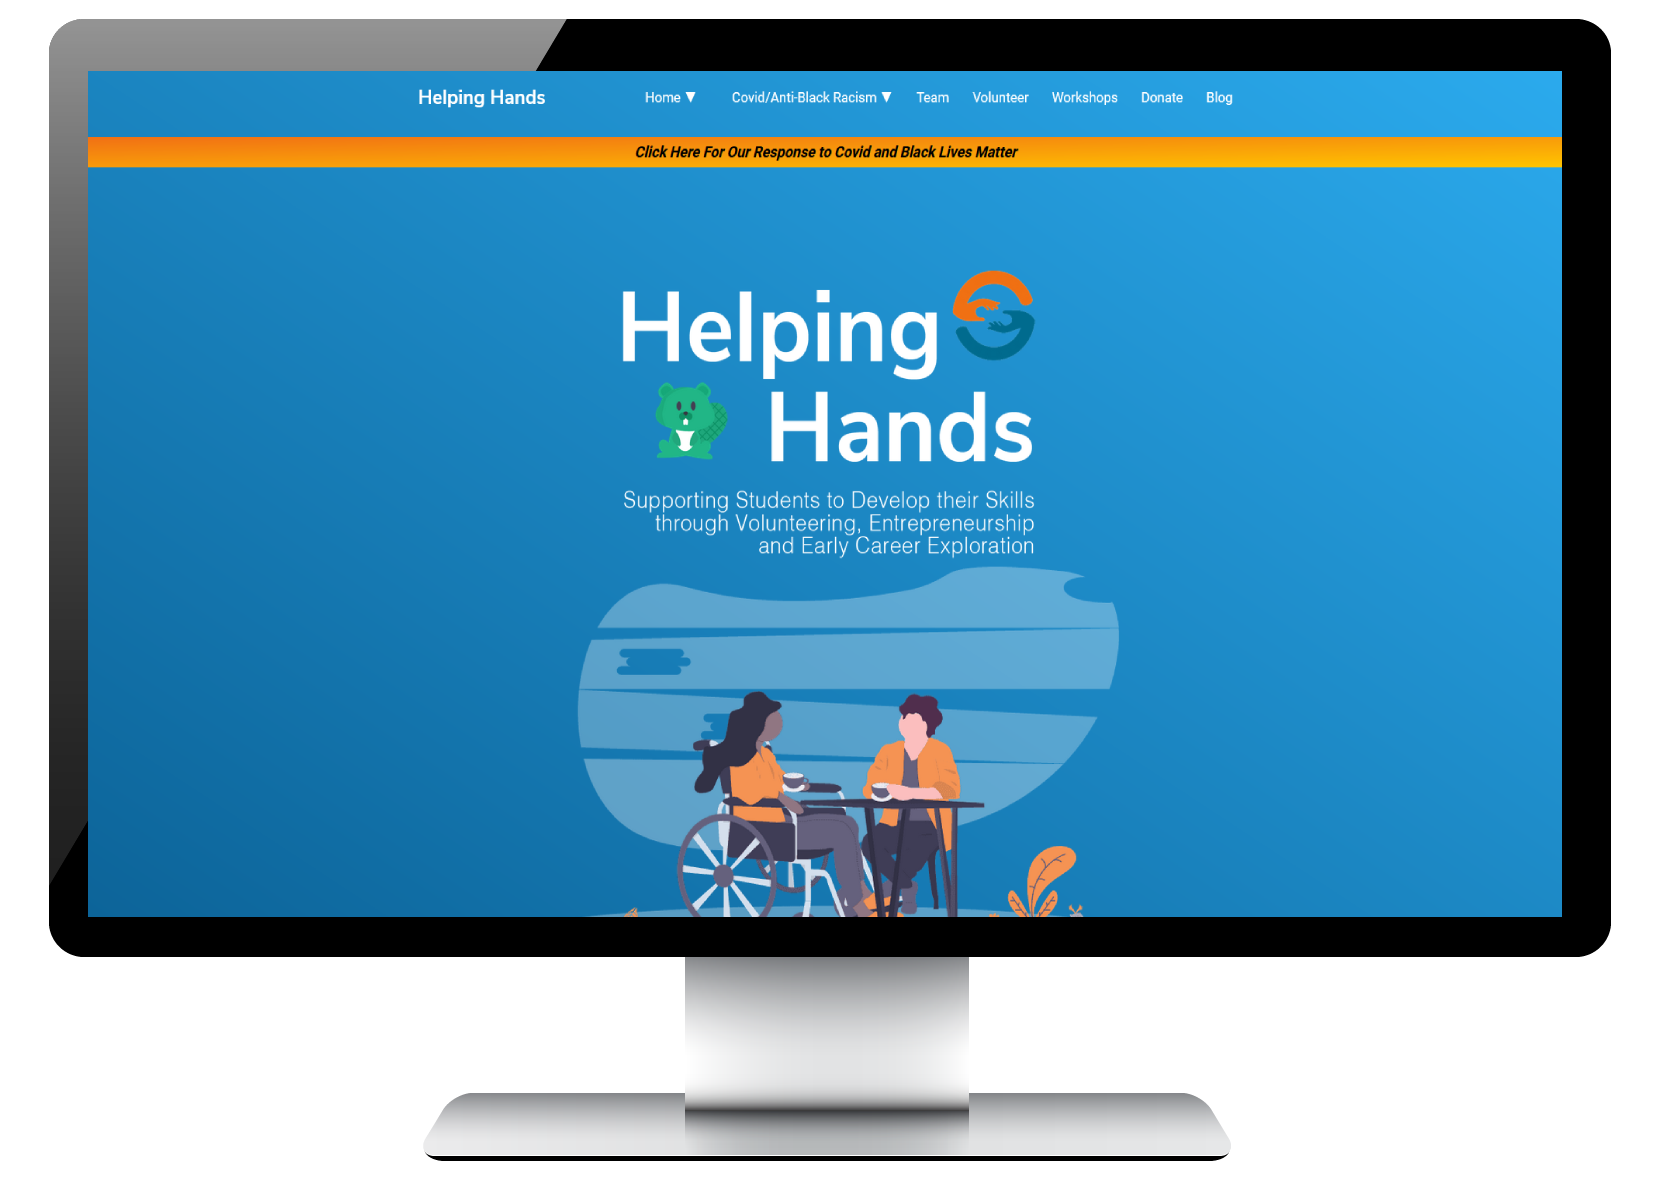 Helping Hands
Home ▼ Covid/Anti-Black Racism ▼ Team Volunteer Workshops Donate Blog
Click Here For Our Response to Covid and Black Lives Matter
Helping
Hands
Supporting Students to Develop their Skills
through Volunteering, Entrepreneurship
and Early Career Exploration